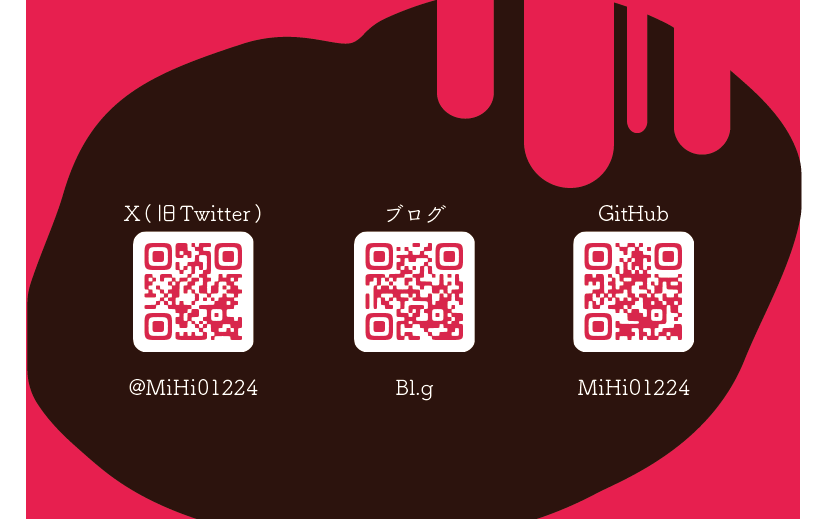 X(旧Twitter)
ブログ
GitHub
@MiHi01224
Bl.g
MiHi01224